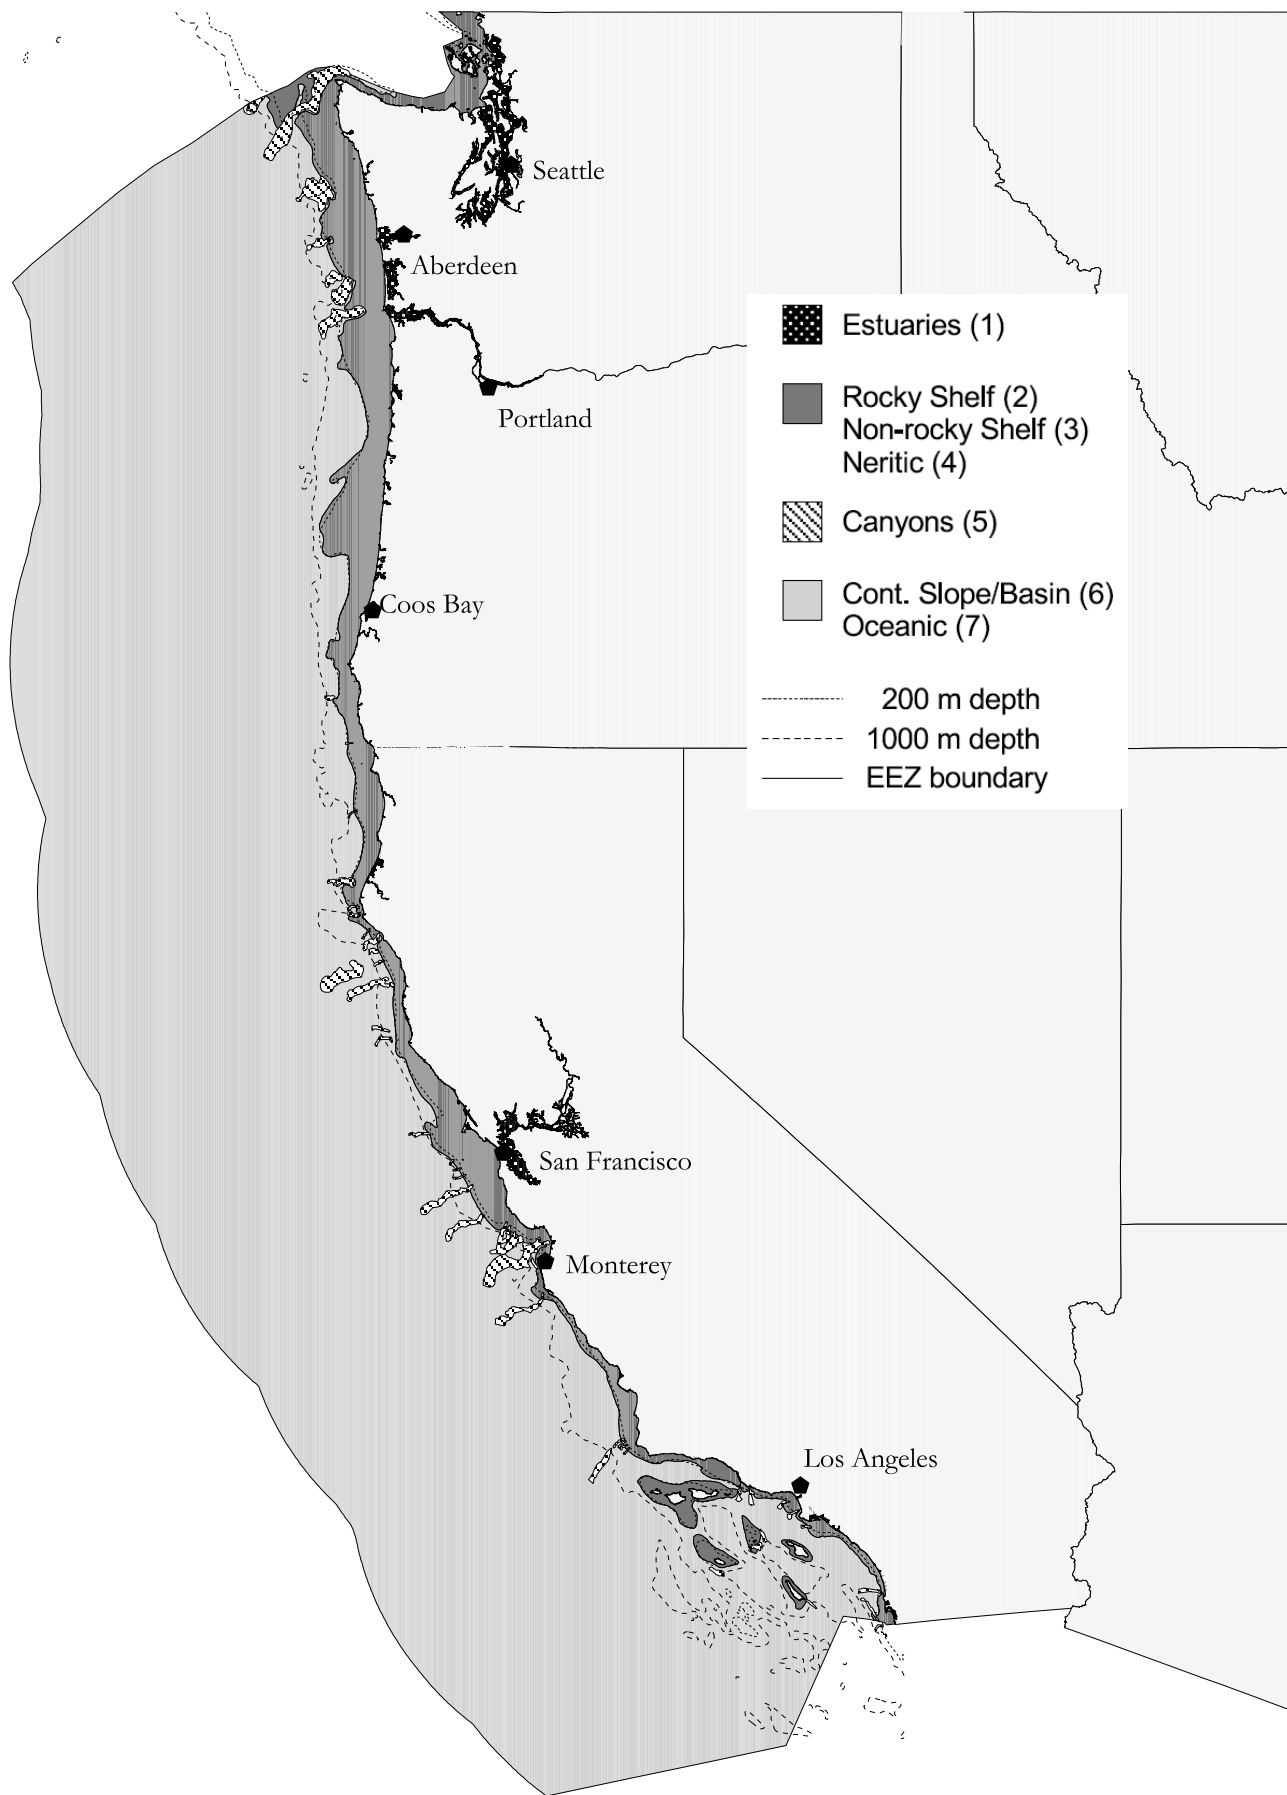 Seattle
Aberdeen
Estuaries (1)
Rocky Shelf (2)
Non-rocky Shelf (3)
Neritic (4)
Portland
Canyons (5)
Cont. Slope/Basin (6)
Oceanic (7)
Coos Bay
200 m depth
1000 m depth
EEZ boundary
San Francisco
Monterey
Los Angeles